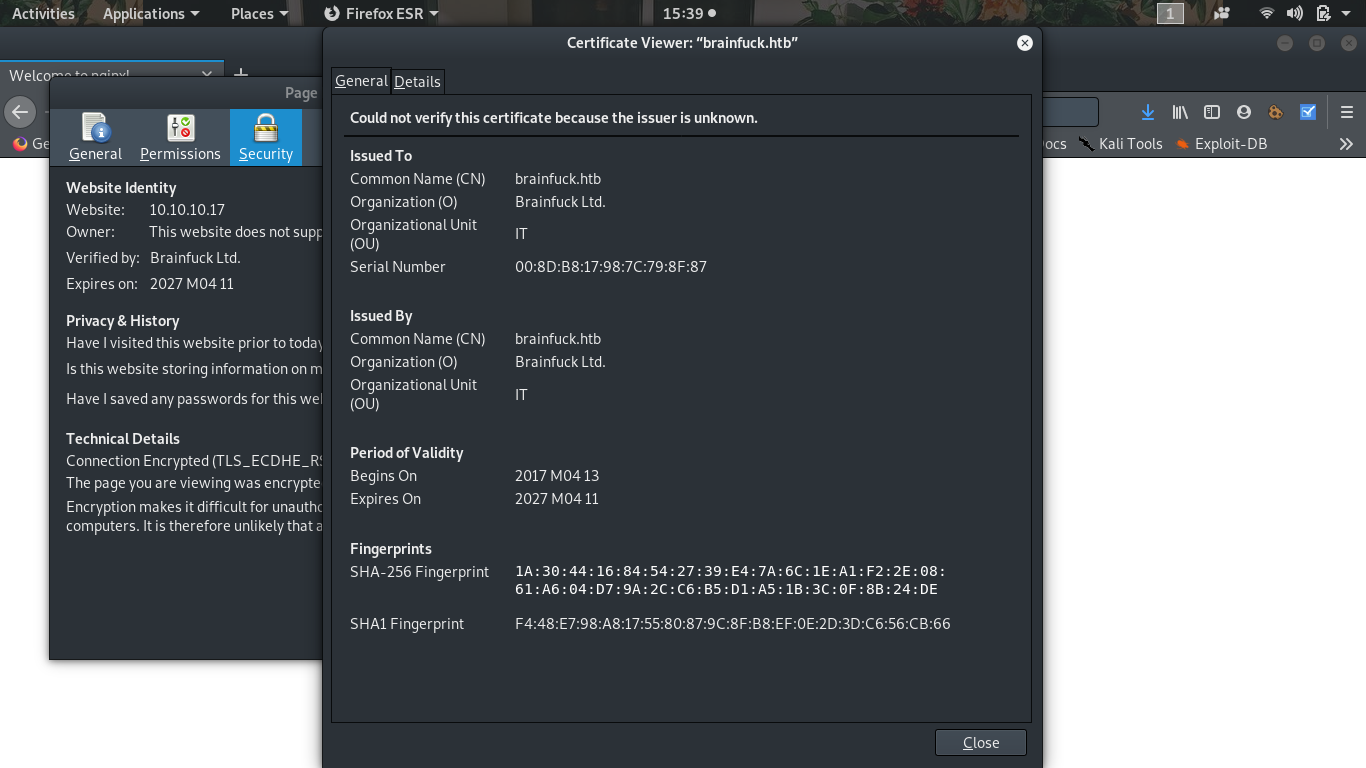 Activities Applications Places Firefox ESR 15:39 1
Certificate Viewer: “brainfuck.htb”
Welcome to nginx!
Page
General Permissions Security
Kali Tools Exploit-DB
Website Identity
Website: 10.10.10.17
Owner: This website does not supp
Verified by: Brainfuck Ltd.
Expires on: 2027 M04 11
Privacy & History
Have I visited this website prior to today
Is this website storing information on m
Have I saved any passwords for this we
Technical Details
Connection Encrypted (TLS_ECDHE_RS
The page you are viewing was encrypte
Encryption makes it difficult for unautho
computers. It is therefore unlikely that a
General Details
Could not verify this certificate because the issuer is unknown.
Issued To
Common Name (CN) brainfuck.htb
Organization (O) Brainfuck Ltd.
Organizational Unit
(OU) IT
Serial Number 00:8D:B8:17:98:7C:79:8F:87
Issued By
Common Name (CN) brainfuck.htb
Organization (O) Brainfuck Ltd.
Organizational Unit
(OU) IT
Period of Validity
Begins On 2017 M04 13
Expires On 2027 M04 11
Fingerprints
SHA-256 Fingerprint 1A:30:44:16:84:54:27:39:E4:7A:6C:1E:A1:F2:2E:08:
61:A6:04:D7:9A:2C:C6:B5:D1:A5:1B:3C:0F:8B:24:DE
SHA1 Fingerprint F4:48:E7:98:A8:17:55:80:87:9C:8F:B8:EF:0E:2D:3D:C6:56:CB:66
Close